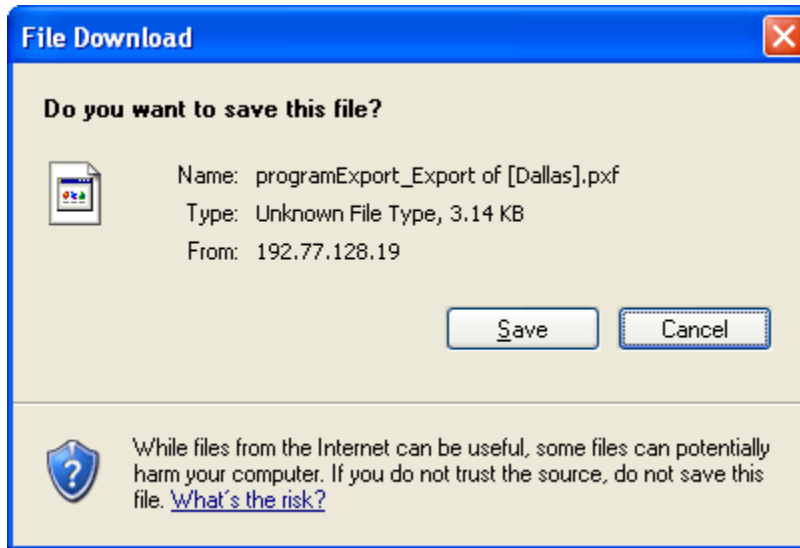 File Download
Do you want to save this file?
Name: programExport_Export of [Dallas].pxf
Type: Unknown File Type, 3.14 KB
From: 192.77.128.19
Save Cancel
While files from the Internet can be useful, some files can potentially
harm your computer. If you do not trust the source, do not save this
file. What's the risk?